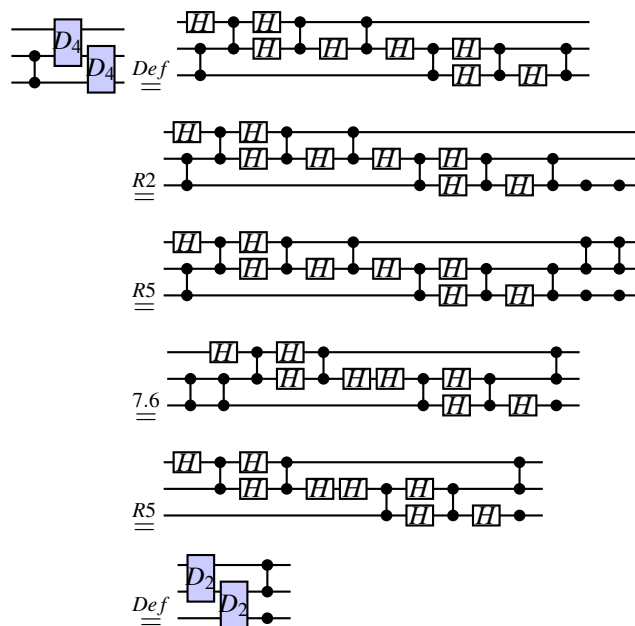 D₄ H H
D₄ H H H H
Def = H H
H H
H H H H
R2 = H H
H H
H H H H
R5 = H H
H H
H H H H
7.6 = H H
H H
H H H H
R5 = H H
D₂
Def = D₂